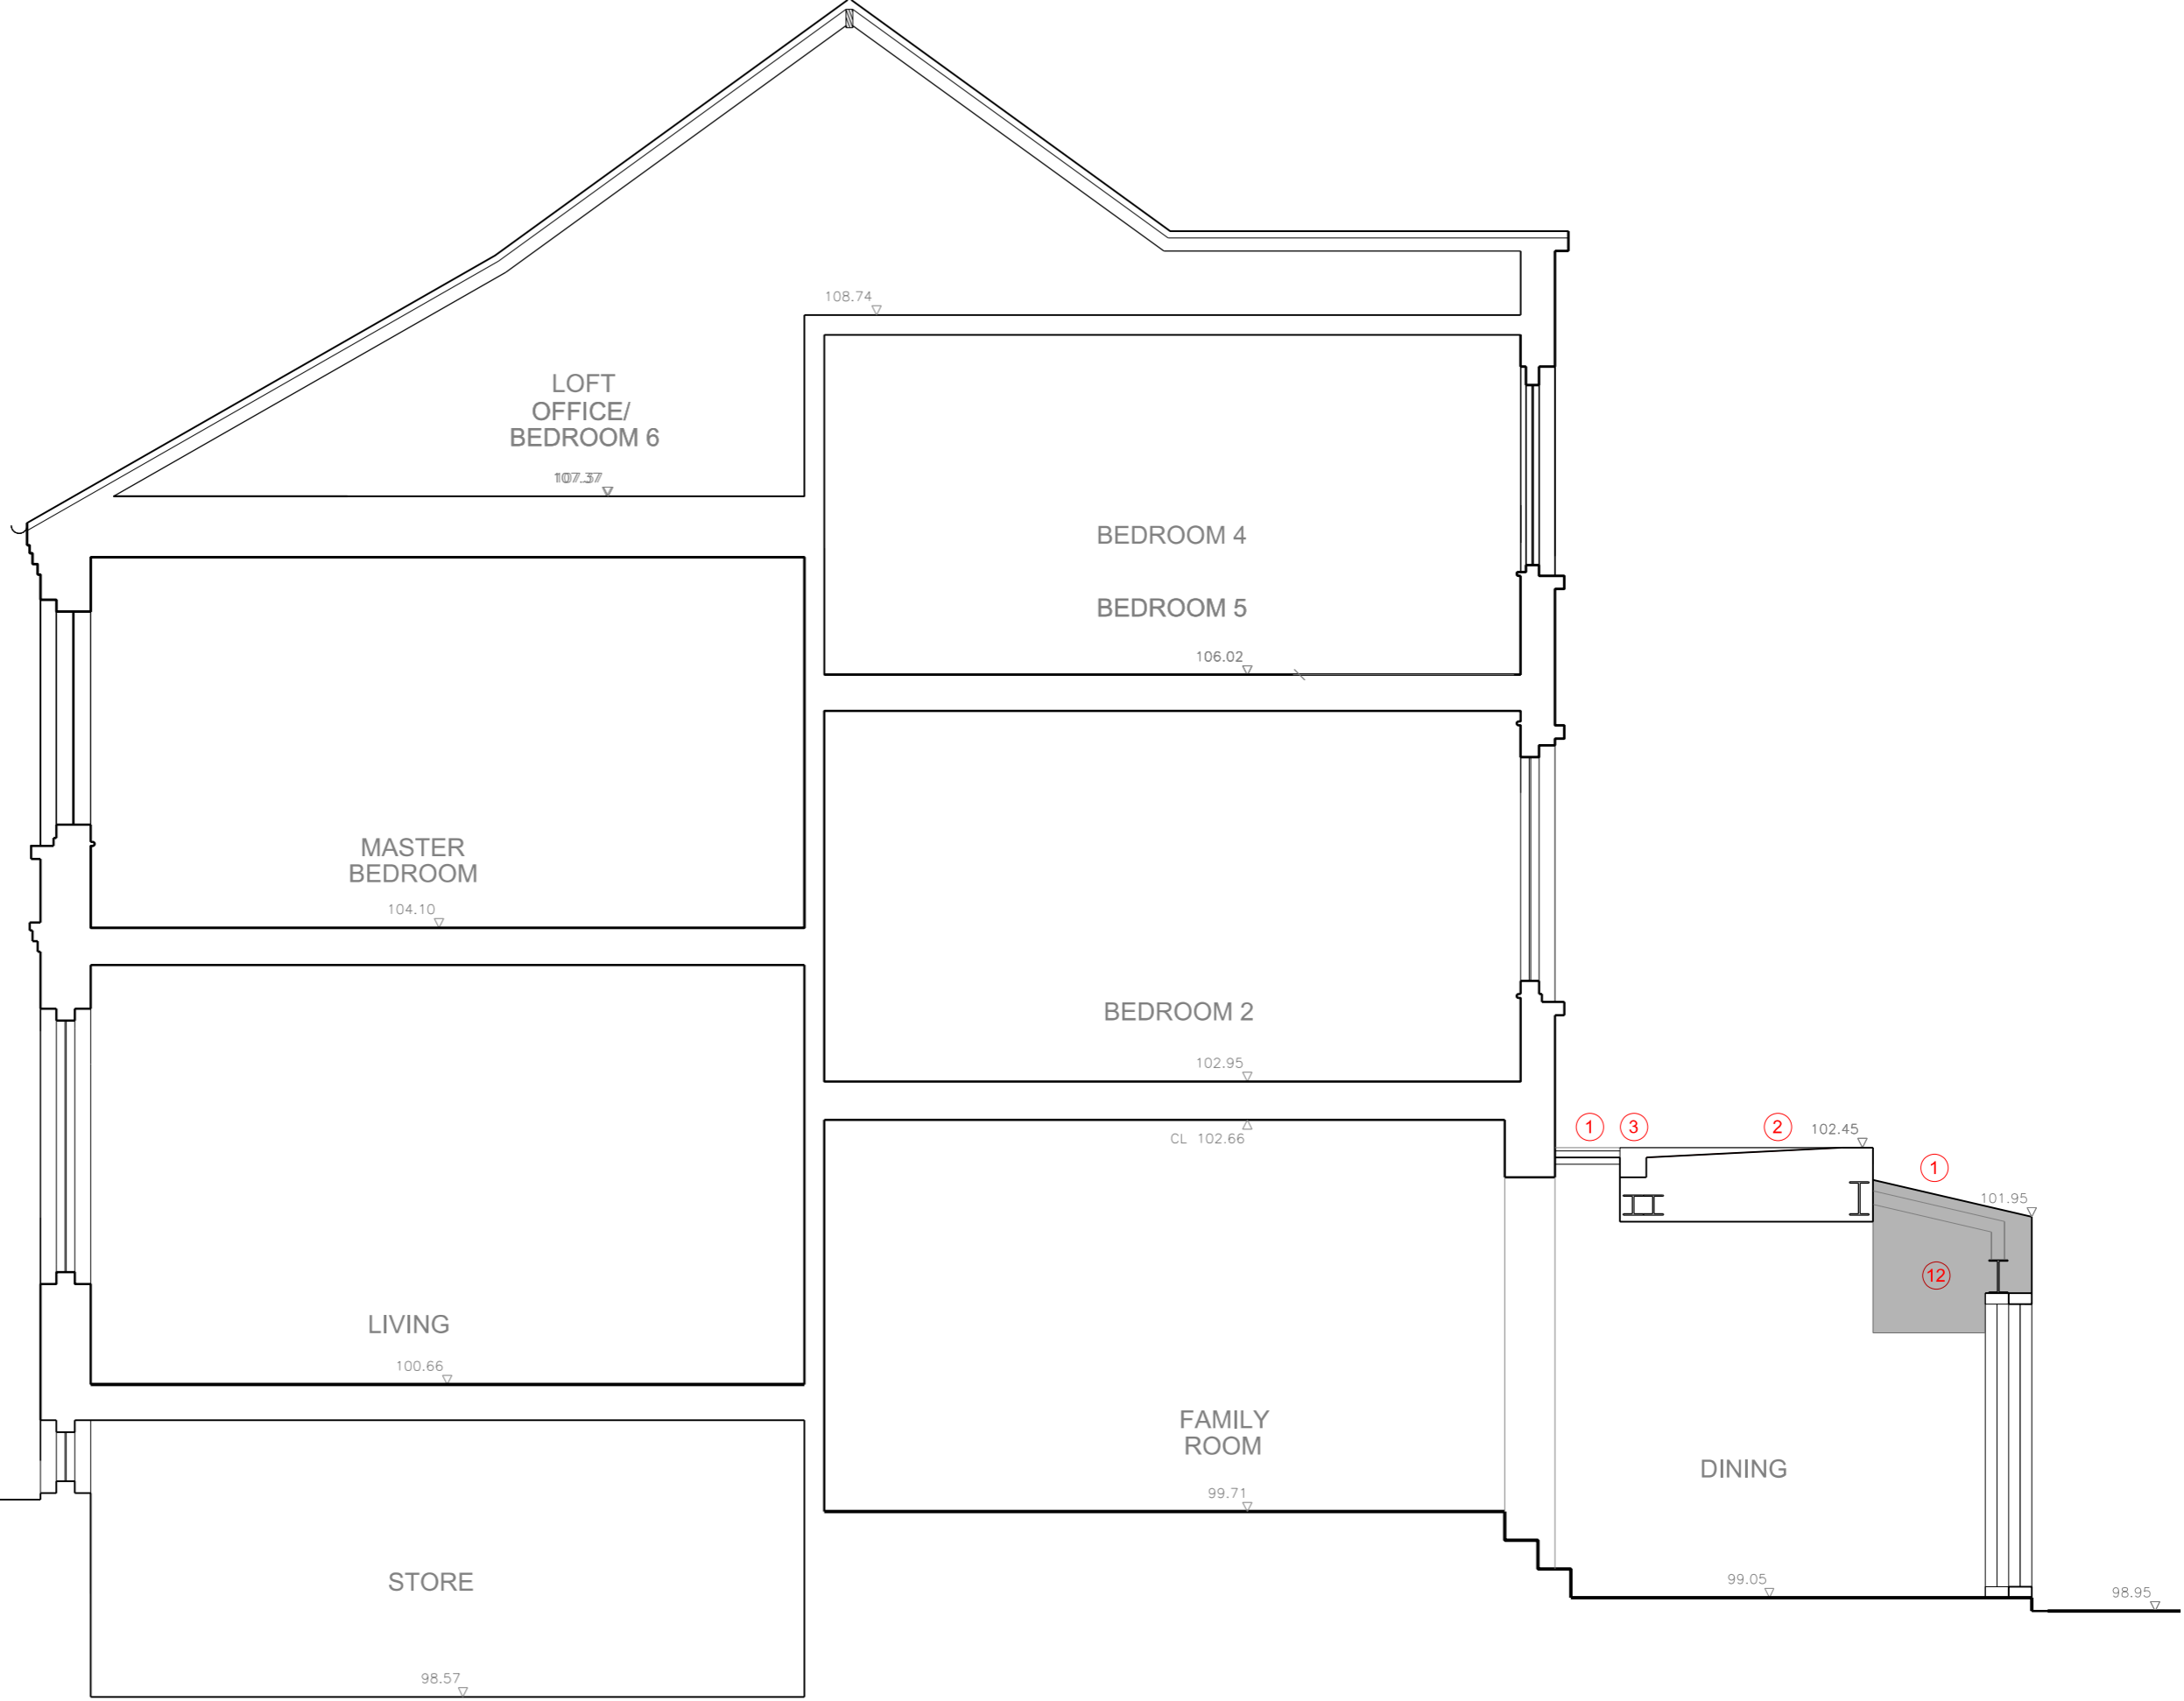 108.74
LOFT
OFFICE/
BEDROOM 6
107.37
BEDROOM 4
BEDROOM 5
106.02
MASTER
BEDROOM
104.10
BEDROOM 2
102.95
CL 102.66
1
3
2
102.45
1
101.95
12
LIVING
100.66
FAMILY
ROOM
99.71
DINING
99.05
98.95
STORE
98.57